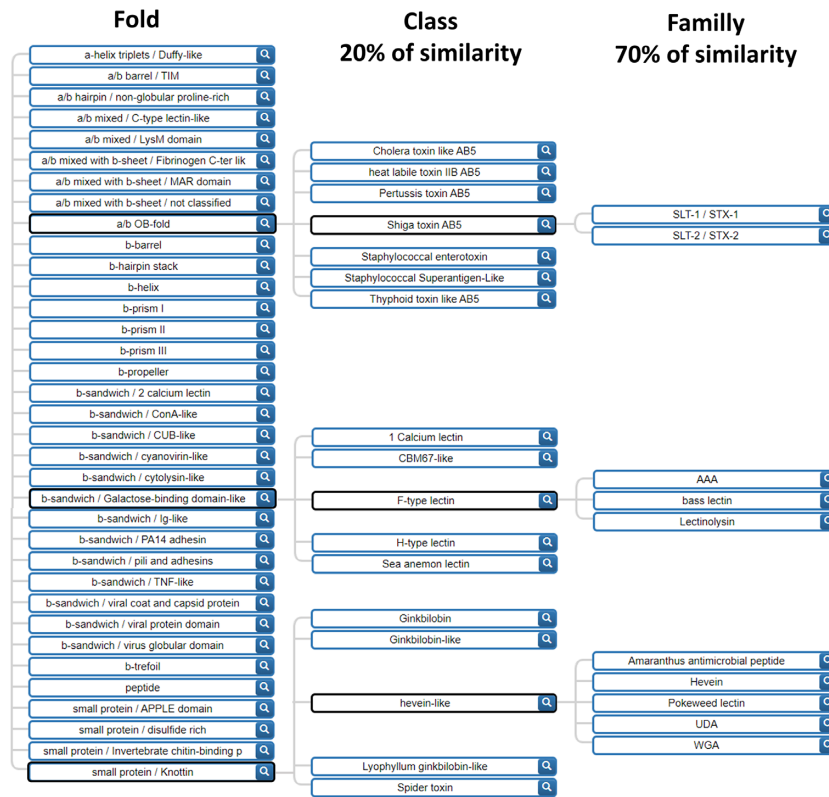 Fold
a-helix triplets / Duffy-like
a/b barrel / TIM
a/b hairpin / non-globular proline-rich
a/b mixed / C-type lectin-like
a/b mixed / LysM domain
a/b mixed with b-sheet / Fibrinogen C-ter lik
a/b mixed with b-sheet / MAR domain
a/b mixed with b-sheet / not classified
a/b OB-fold
b-barrel
b-hairpin stack
b-helix
b-prism I
b-prism II
b-prism III
b-propeller
b-sandwich / 2 calcium lectin
b-sandwich / ConA-like
b-sandwich / CUB-like
b-sandwich / cyanovirin-like
b-sandwich / cytolysin-like
b-sandwich / Galactose-binding domain-like
b-sandwich / Ig-like
b-sandwich / PA14 adhesin
b-sandwich / pili and adhesins
b-sandwich / TNF-like
b-sandwich / viral coat and capsid protein
b-sandwich / viral protein domain
b-sandwich / virus globular domain
b-trefoil
peptide
small protein / APPLE domain
small protein / disulfide rich
small protein / Invertebrate chitin-binding p
small protein / Knottin
Class
20% of similarity
Cholera toxin like AB5
heat labile toxin IIB AB5
Pertussis toxin AB5
Shiga toxin AB5
Staphylococcal enterotoxin
Staphylococcal Superantigen-Like
Thyphoid toxin like AB5
1 Calcium lectin
CBM67-like
F-type lectin
H-type lectin
Sea anemon lectin
Ginkbilobin
Ginkbilobin-like
hevein-like
Lyophyllum ginkbilobin-like
Spider toxin
Familly
70% of similarity
SLT-1 / STX-1
SLT-2 / STX-2
AAA
bass lectin
Lectinolysin
Amaranthus antimicrobial peptide
Hevein
Pokeweed lectin
UDA
WGA